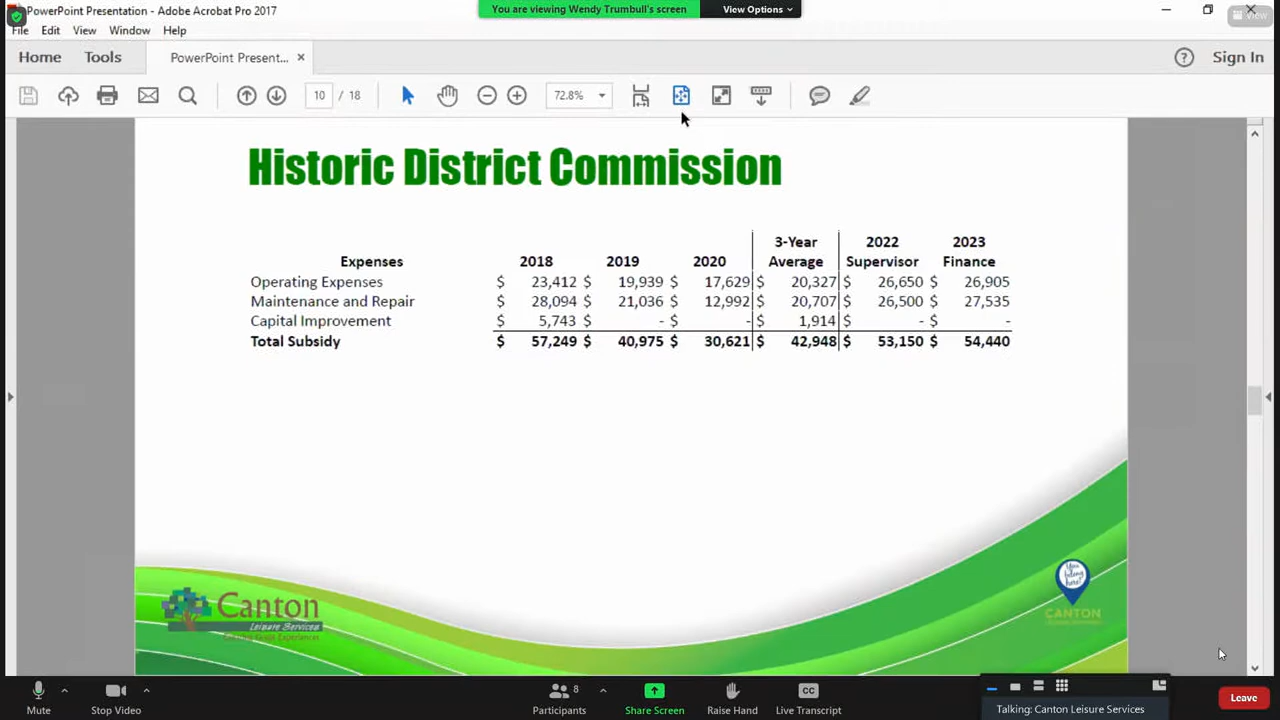 PowerPoint Presentation - Adobe Acrobat Pro 2017
You are viewing Wendy Trumbull's screen
View Options
View
File Edit View Window Help
Home Tools PowerPoint Present... × Sign In
10 / 18 72.8%
Historic District Commission
3-Year 2022 2023
Expenses 2018 2019 2020 Average Supervisor Finance
Operating Expenses $ 23,412 $ 19,939 $ 17,629 $ 20,327 $ 26,650 $ 26,905
Maintenance and Repair $ 28,094 $ 21,036 $ 12,992 $ 20,707 $ 26,500 $ 27,535
Capital Improvement $ 5,743 $ - $ - $ 1,914 $ - $ -
Total Subsidy $ 57,249 $ 40,975 $ 30,621 $ 42,948 $ 53,150 $ 54,440
You
belong
here!
CANTON
Canton
Leisure Services
CC
8
Mute Stop Video Participants Share Screen Raise Hand Live Transcript
Talking: Canton Leisure Services
Leave